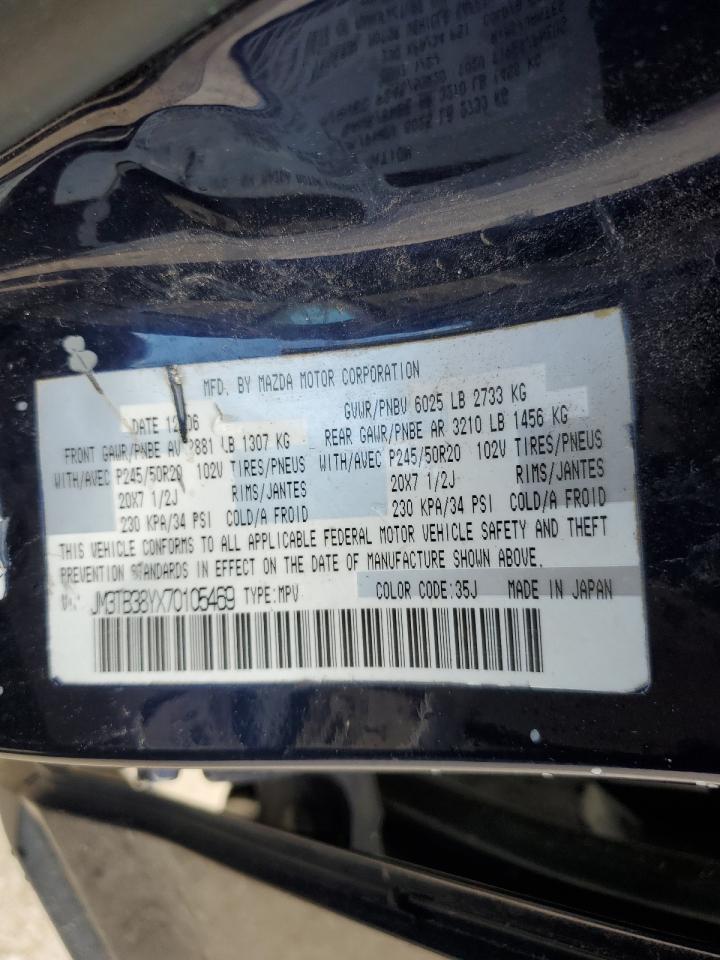 MFD. BY MAZDA MOTOR CORPORATION
DATE 12/06 GVWR/PNBV 6025 LB 2733 KG
FRONT GAWR/PNBE AV 2881 LB 1307 KG REAR GAWR/PNBE AR 3210 LB 1456 KG
WITH/AVEC P245/50R20 102V TIRES/PNEUS WITH/AVEC P245/50R20 102V TIRES/PNEUS
20X7 1/2J RIMS/JANTES 20X7 1/2J RIMS/JANTES
230 KPA/34 PSI COLD/A FROID 230 KPA/34 PSI COLD/A FROID
THIS VEHICLE CONFORMS TO ALL APPLICABLE FEDERAL MOTOR VEHICLE SAFETY AND THEFT
PREVENTION STANDARDS IN EFFECT ON THE DATE OF MANUFACTURE SHOWN ABOVE.
JM3TB38YX70105469 TYPE:MPV COLOR CODE:35J MADE IN JAPAN